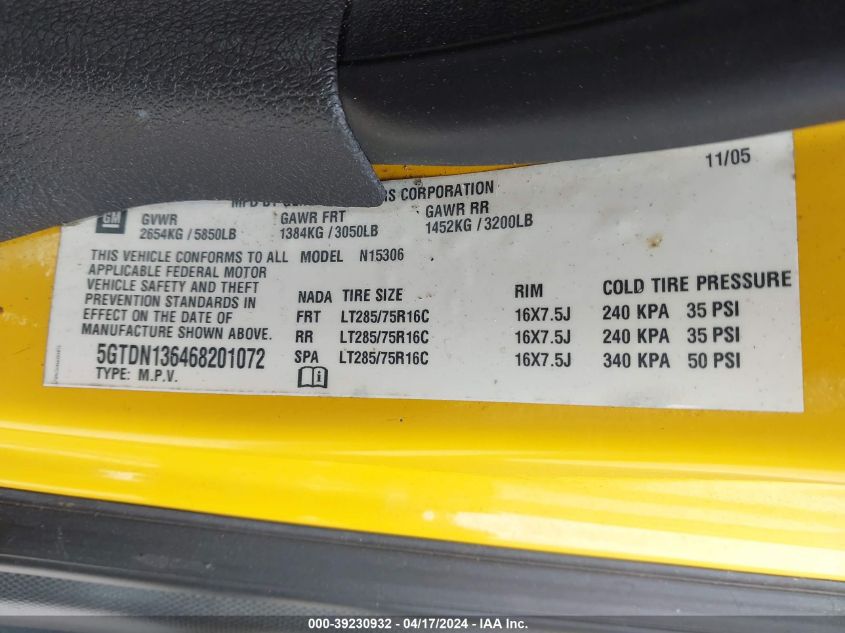 11/05
MFD BY CORPORATION
GM
GVWR GAWR FRT GAWR RR
2654KG / 5850LB 1384KG / 3050LB 1452KG / 3200LB
THIS VEHICLE CONFORMS TO ALL MODEL N15306
APPLICABLE FEDERAL MOTOR
VEHICLE SAFETY AND THEFT
PREVENTION STANDARDS IN
EFFECT ON THE DATE OF
MANUFACTURE SHOWN ABOVE.
5GTDN136468201072
TYPE: M.P.V.
NADA TIRE SIZE RIM COLD TIRE PRESSURE
FRT LT285/75R16C 16X7.5J 240 KPA 35 PSI
RR LT285/75R16C 16X7.5J 240 KPA 35 PSI
SPA LT285/75R16C 16X7.5J 340 KPA 50 PSI
000-39230932 - 04/17/2024 - IAA Inc.